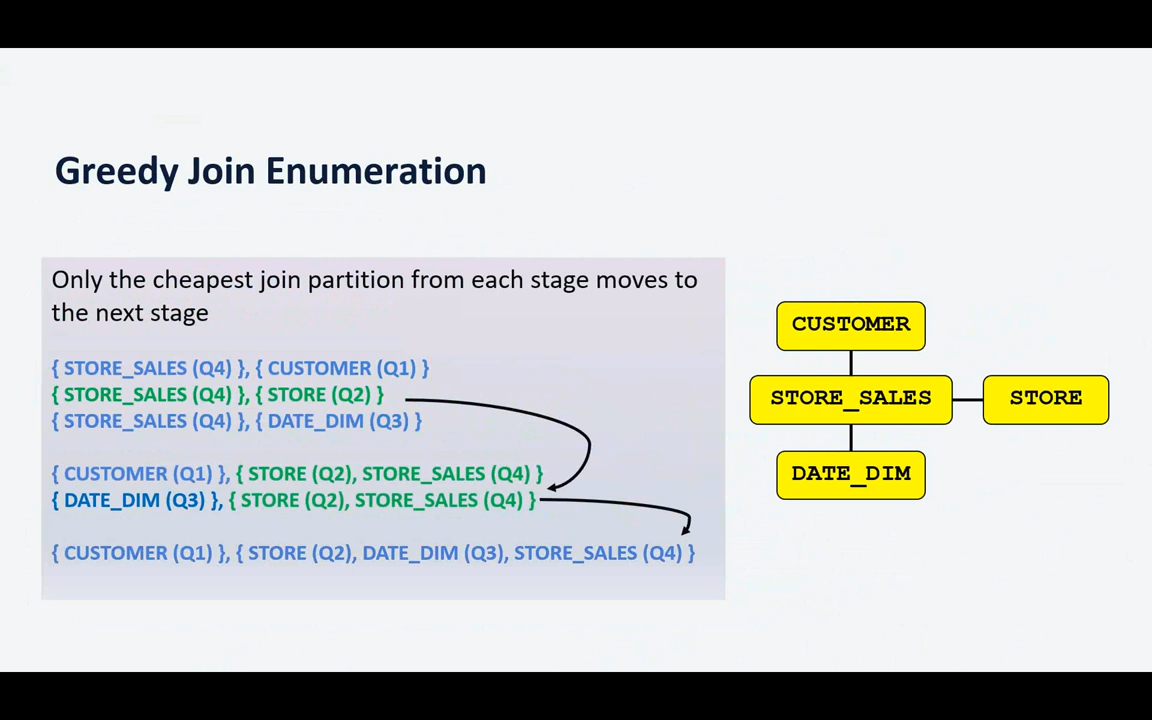 Greedy Join Enumeration
Only the cheapest join partition from each stage moves to
the next stage
{ STORE_SALES (Q4) }, { CUSTOMER (Q1) }
{ STORE_SALES (Q4) }, { STORE (Q2) }
{ STORE_SALES (Q4) }, { DATE_DIM (Q3) }
{ CUSTOMER (Q1) }, { STORE (Q2), STORE_SALES (Q4) }
{ DATE_DIM (Q3) }, { STORE (Q2), STORE_SALES (Q4) }
{ CUSTOMER (Q1) }, { STORE (Q2), DATE_DIM (Q3), STORE_SALES (Q4) }
CUSTOMER
STORE_SALES
STORE
DATE_DIM